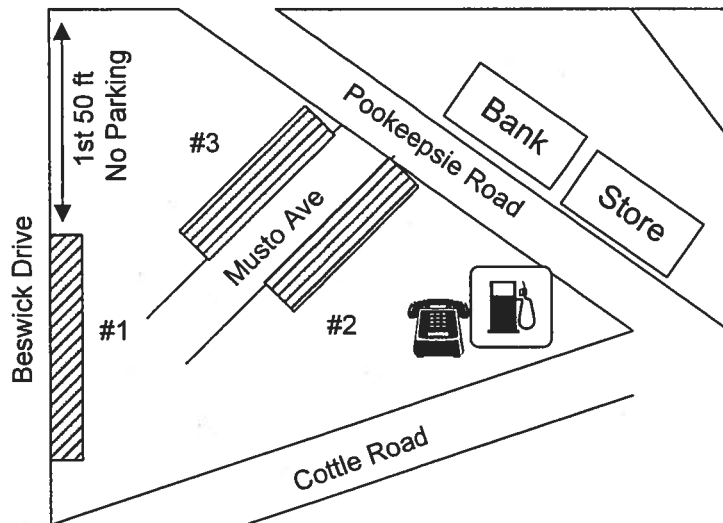 1st 50 ft
No Parking
#3
Pookeepsie Road
Bank
Store
Musto Ave
Beswick Drive
#1
#2
Cottle Road